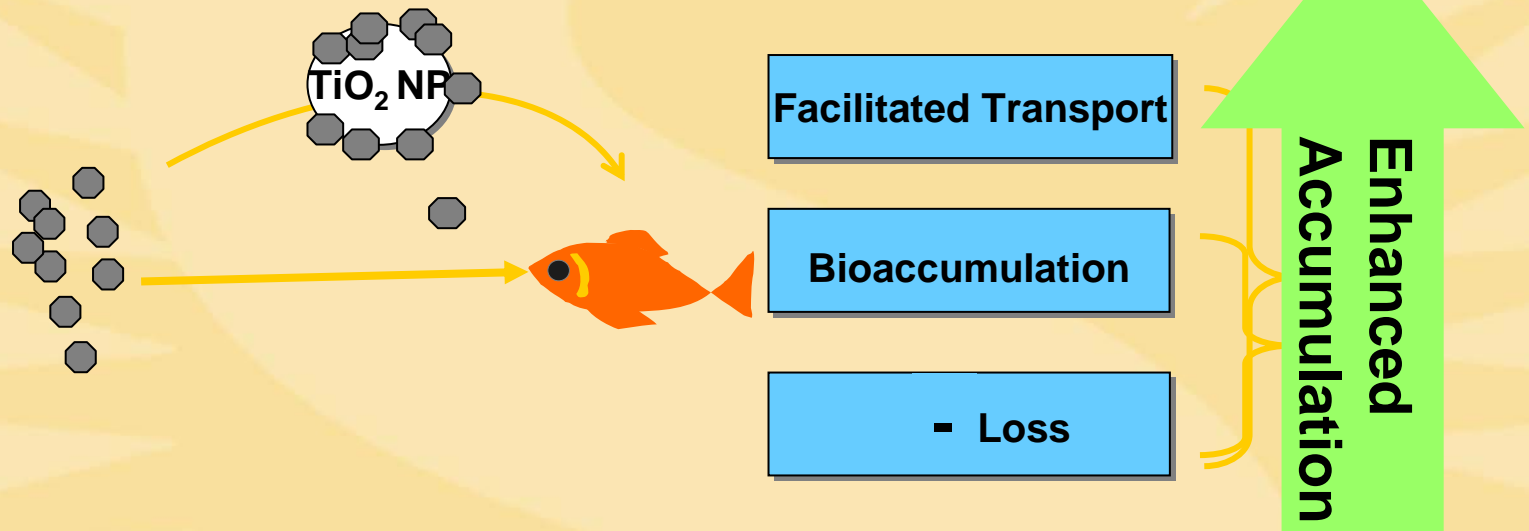 TiO₂ NP
Facilitated Transport
Bioaccumulation
- Loss
Enhanced
Accumulation